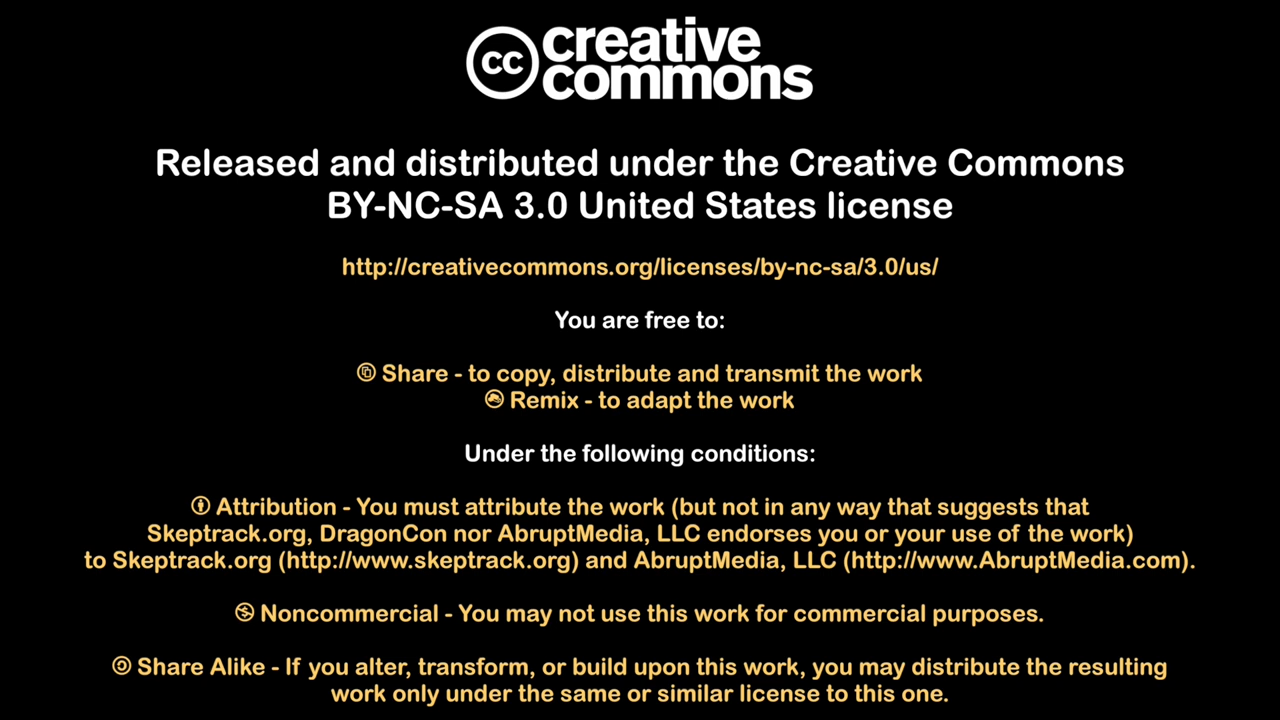 cc creative
commons
Released and distributed under the Creative Commons
BY-NC-SA 3.0 United States license
http://creativecommons.org/licenses/by-nc-sa/3.0/us/
You are free to:
Share - to copy, distribute and transmit the work
Remix - to adapt the work
Under the following conditions:
Attribution - You must attribute the work (but not in any way that suggests that
Skeptrack.org, DragonCon nor AbruptMedia, LLC endorses you or your use of the work)
to Skeptrack.org (http://www.skeptrack.org) and AbruptMedia, LLC (http://www.AbruptMedia.com).
Noncommercial - You may not use this work for commercial purposes.
Share Alike - If you alter, transform, or build upon this work, you may distribute the resulting
work only under the same or similar license to this one.